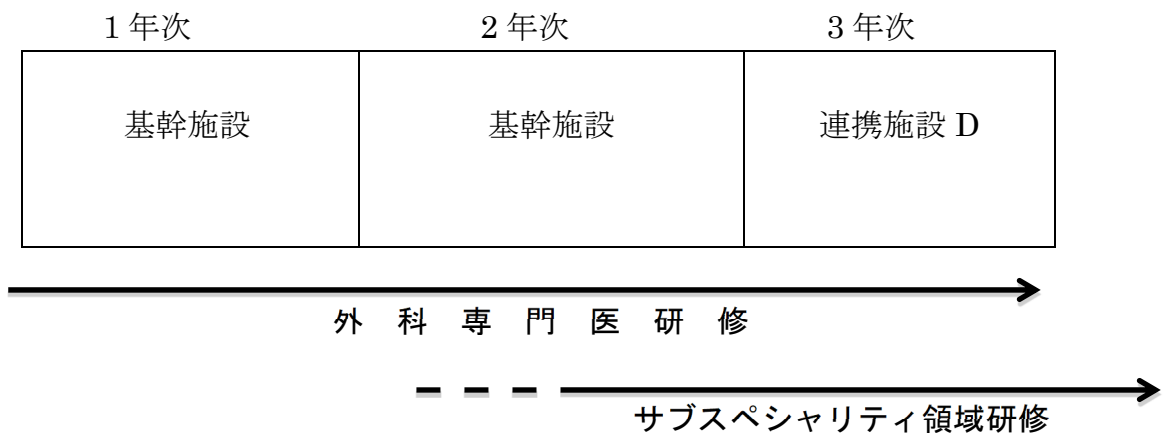 1 年次 2 年次 3 年次
基幹施設 基幹施設 連携施設 D
外 科 専 門 医 研 修
サブスペシャリティ領域研修